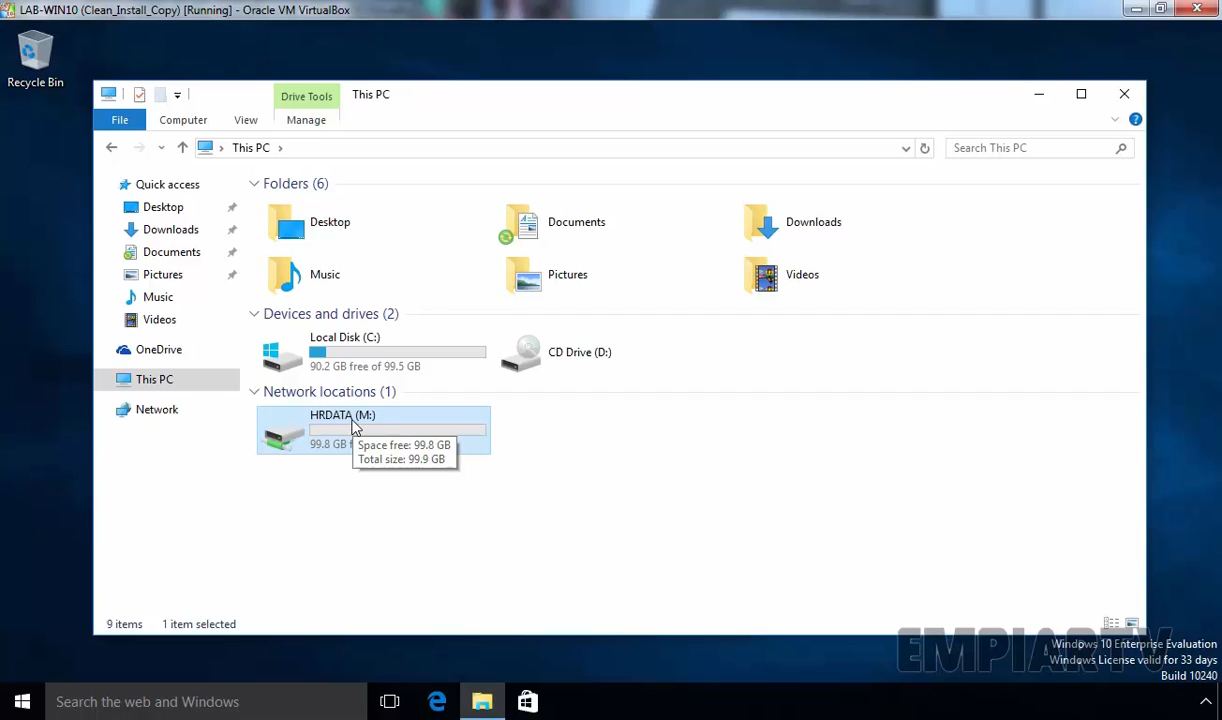 LAB-WIN10 (Clean_Install_Copy) [Running] - Oracle VM VirtualBox
Recycle Bin
Drive Tools
This PC
File
Computer
View
Manage
This PC
Search This PC
Quick access
Desktop
Downloads
Documents
Pictures
Music
Videos
OneDrive
This PC
Network
Folders (6)
Desktop
Documents
Downloads
Music
Pictures
Videos
Devices and drives (2)
Local Disk (C:)
90.2 GB free of 99.5 GB
CD Drive (D:)
Network locations (1)
HRDATA (M:)
99.8 GB
Space free: 99.8 GB
Total size: 99.9 GB
9 items
1 item selected
EMPIARTV
Windows 10 Enterprise Evaluation
Windows License valid for 33 days
Build 10240
Search the web and Windows